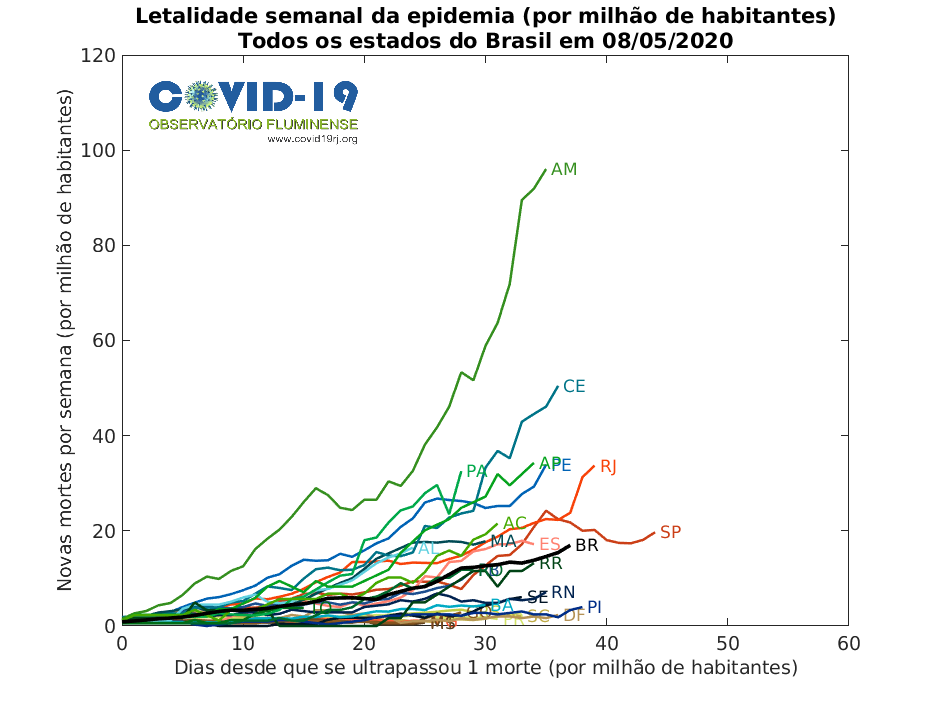 Letalidade semanal da epidemia (por milhão de habitantes)
Todos os estados do Brasil em 08/05/2020
120
100
80
60
40
20
0
Novas mortes por semana (por milhão de habitantes)
COVID-19
OBSERVATÓRIO FLUMINENSE
www.covid19rj.org
AM
CE
PA
AP
PE
RJ
AC
SP
MA
ES
BR
AL
RR
SE
RN
BA
PI
SC
DF
MS
0
10
20
30
40
50
60
Dias desde que se ultrapassou 1 morte (por milhão de habitantes)